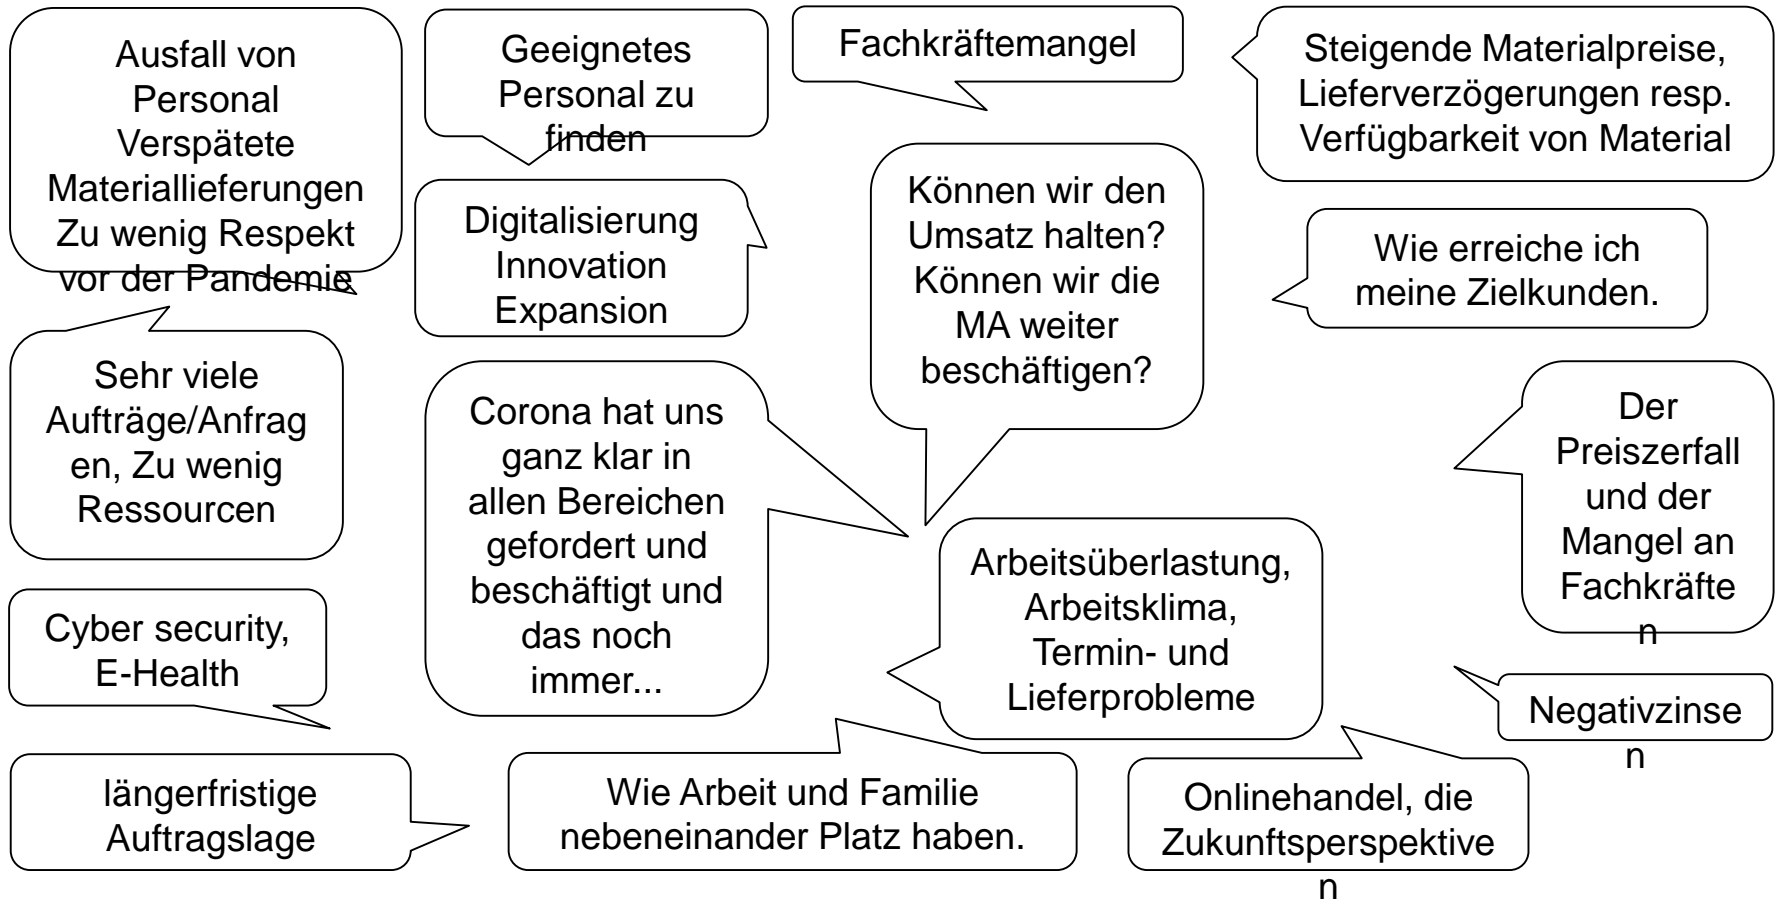 Ausfall von
Personal
Verspätete
Materiallieferungen
Zu wenig Respekt
vor der Pandemie
Geeignetes
Personal zu
finden
Fachkräftemangel
Steigende Materialpreise,
Lieferverzögerungen resp.
Verfügbarkeit von Material
Digitalisierung
Innovation
Expansion
Können wir den
Umsatz halten?
Können wir die
MA weiter
beschäftigen?
Wie erreiche ich
meine Zielkunden.
Sehr viele
Aufträge/Anfrag
en, Zu wenig
Ressourcen
Corona hat uns
ganz klar in
allen Bereichen
gefordert und
beschäftigt und
das noch
immer...
Der
Preiszerfall
und der
Mangel an
Fachkräfte
n
Arbeitsüberlastung,
Arbeitsklima,
Termin- und
Lieferprobleme
Cyber security,
E-Health
Negativzinse
n
längerfristige
Auftragslage
Wie Arbeit und Familie
nebeneinander Platz haben.
Onlinehandel, die
Zukunftsperspektive
n